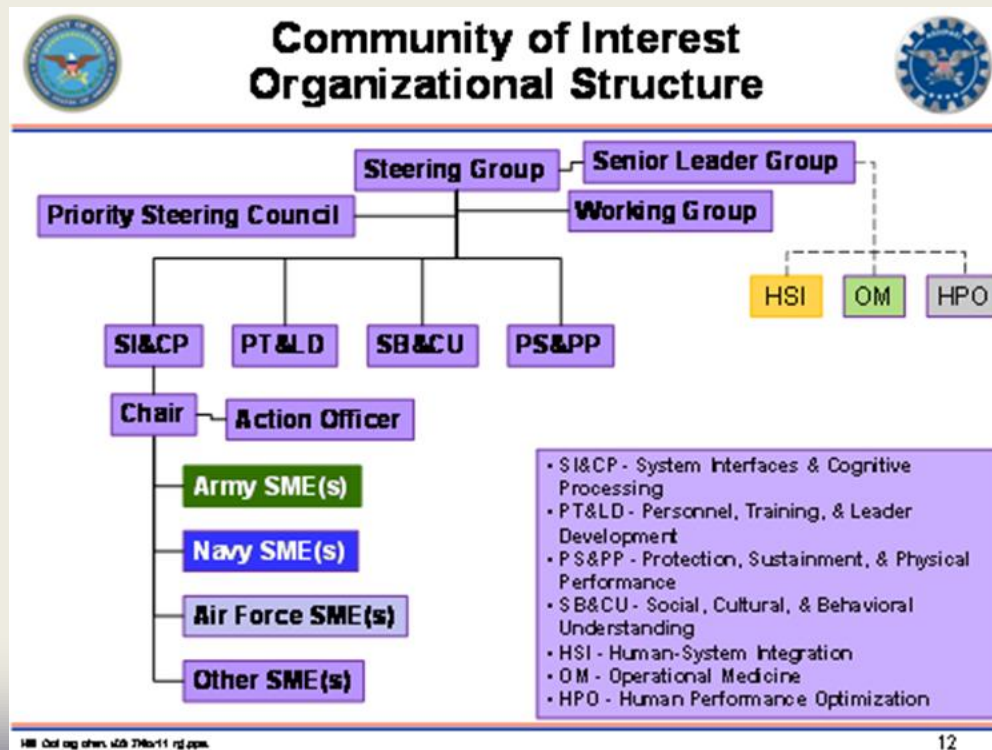 Community of Interest
Organizational Structure
Steering Group
Senior Leader Group
Priority Steering Council
Working Group
HSI
OM
HPO
SI&CP
PT&LD
SB&CU
PS&PP
Chair
Action Officer
Army SME(s)
Navy SME(s)
Air Force SME(s)
Other SME(s)
• SI&CP - System Interfaces & Cognitive
Processing
• PT&LD - Personnel, Training, & Leader
Development
• PS&PP - Protection, Sustainment, & Physical
Performance
• SB&CU - Social, Cultural, & Behavioral
Understanding
• HSI - Human-System Integration
• OM - Operational Medicine
• HPO - Human Performance Optimization
12